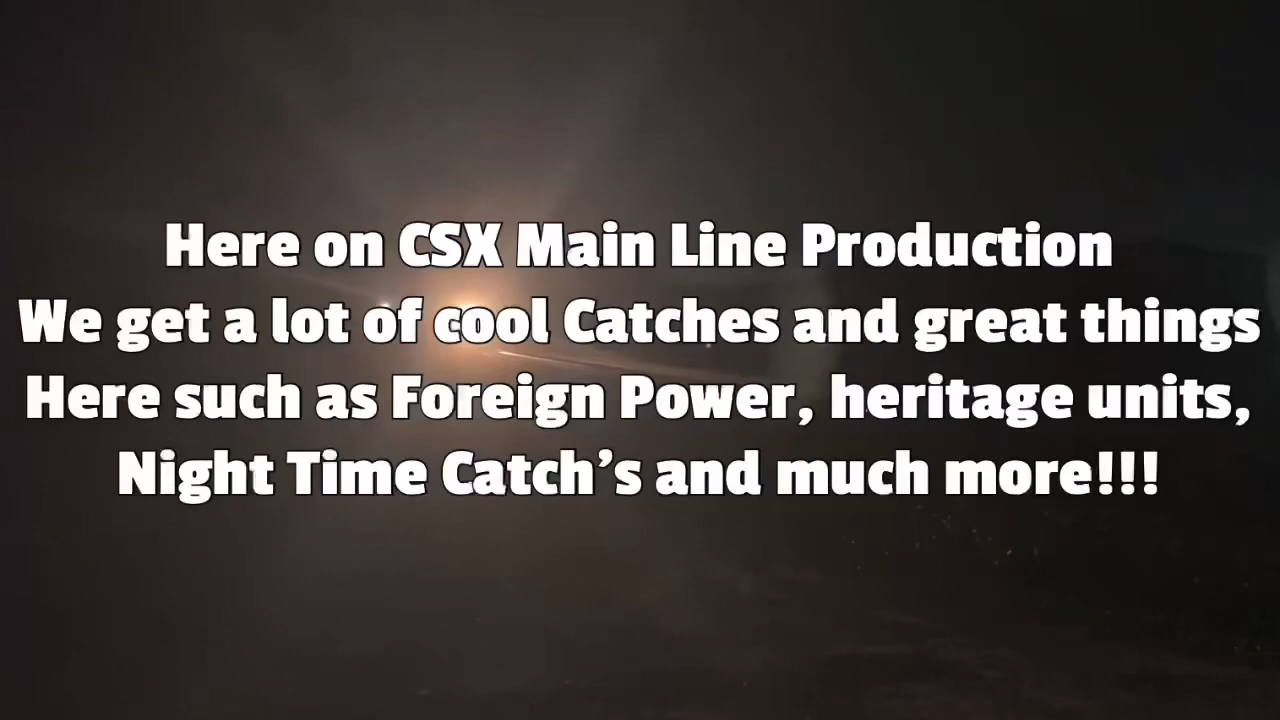 Here on CSX Main Line Production
We get a lot of cool Catches and great things
Here such as Foreign Power, heritage units,
Night Time Catch’s and much more!!!